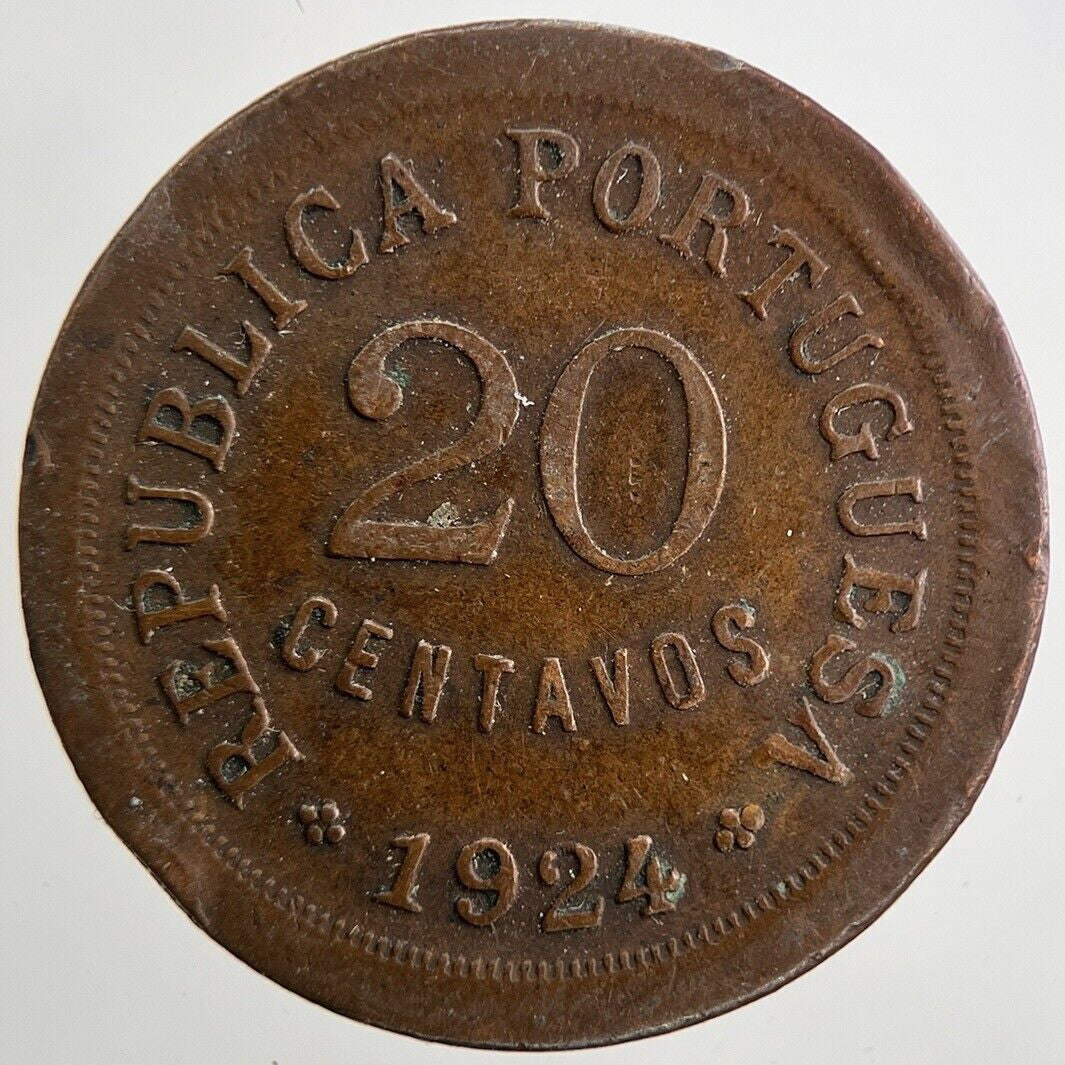 REPUBLICA PORTUGUESA
20
CENTAVOS
1924